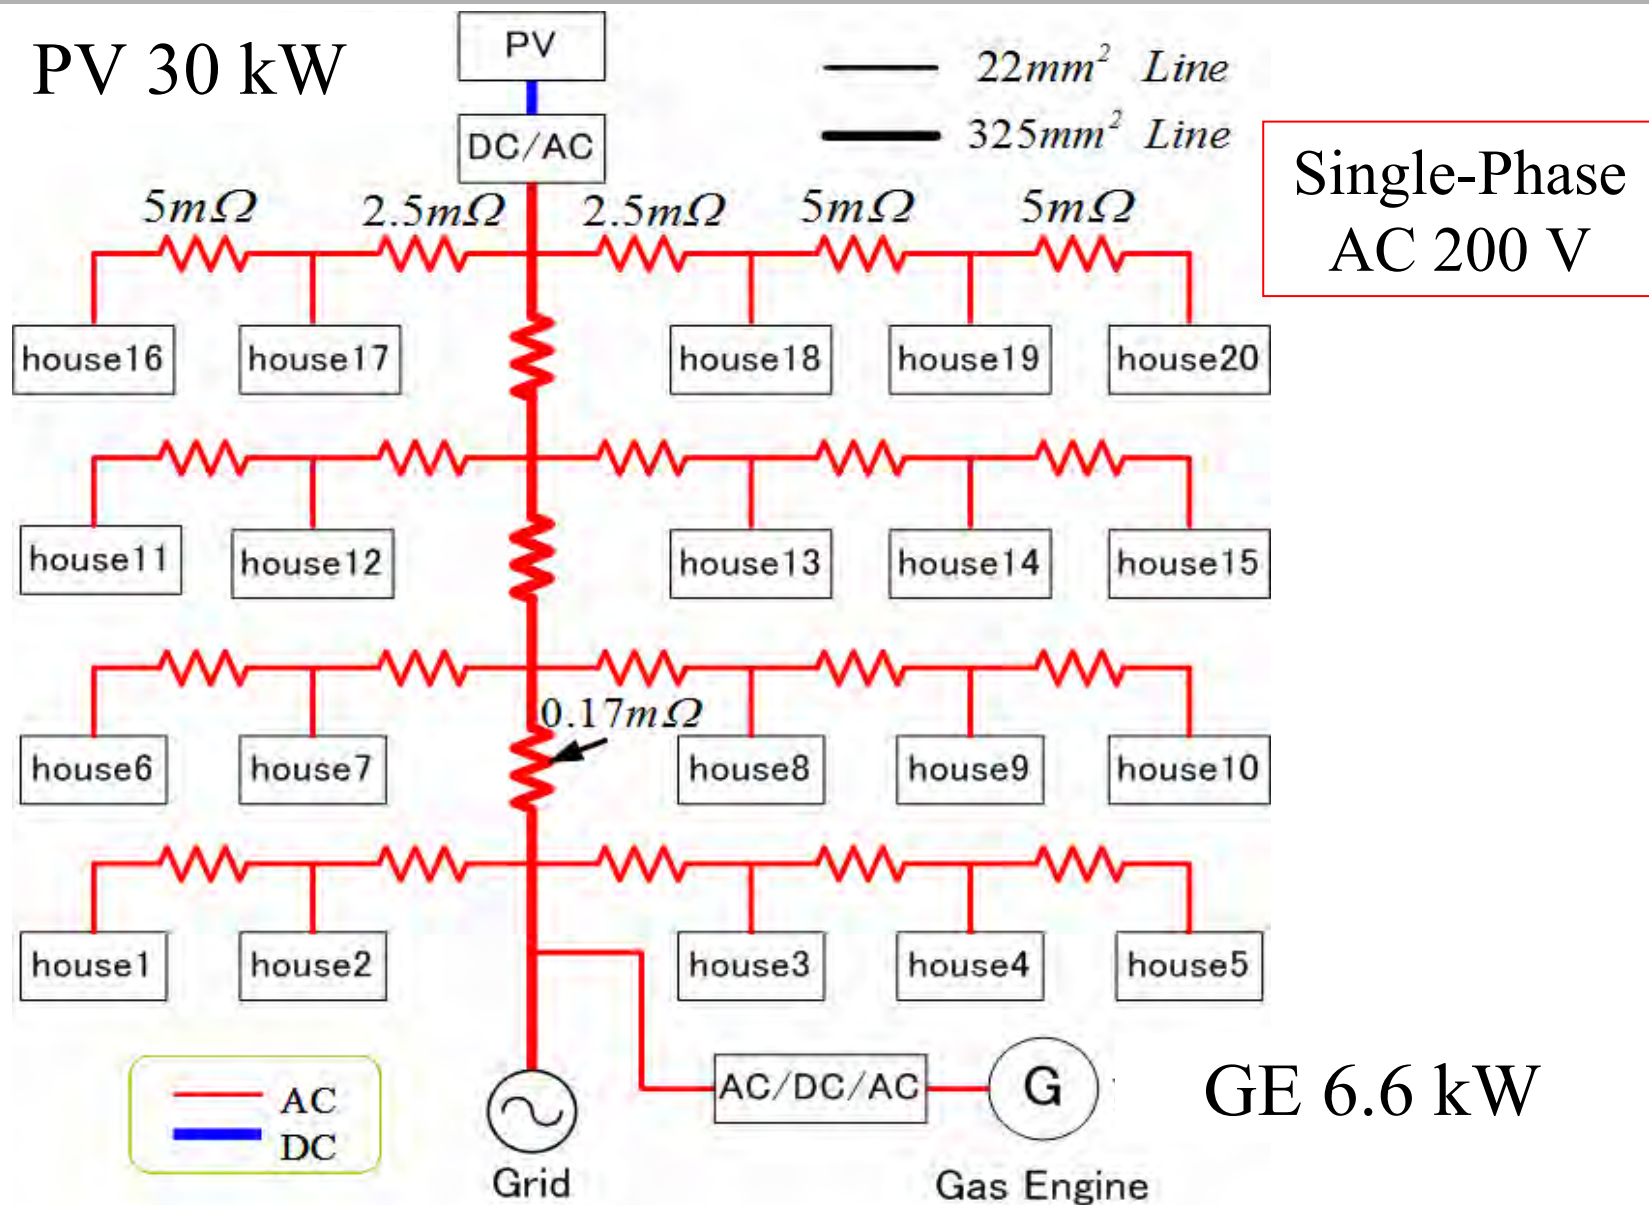 PV 30 kW
PV
22mm² Line
DC/AC
325mm² Line
Single-Phase
AC 200 V
5mΩ
2.5mΩ
2.5mΩ
5mΩ
5mΩ
house16
house17
house18
house19
house20
house11
house12
house13
house14
house15
0.17mΩ
house6
house7
house8
house9
house10
house1
house2
house3
house4
house5
AC
DC
Grid
AC/DC/AC
G
Gas Engine
GE 6.6 kW